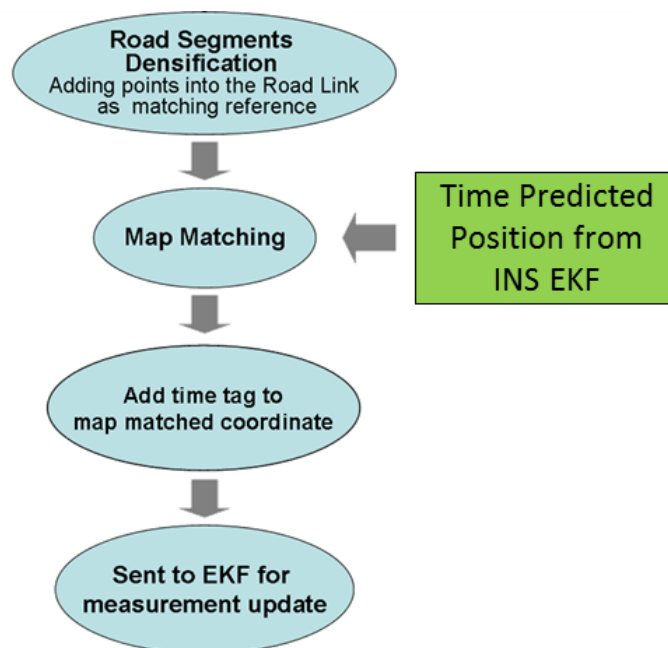 Road Segments
Densification
Adding points into the Road Link
as matching reference
Map Matching
Time Predicted
Position from
INS EKF
Add time tag to
map matched coordinate
Sent to EKF for
measurement update